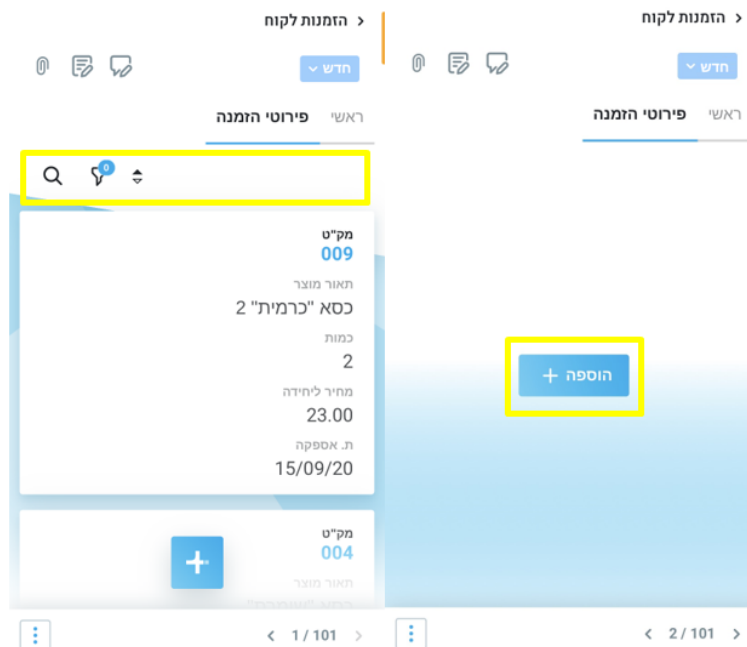 הזמנות לקוח
חדש
ראשי פירוטי הזמנה
0
מק"ט
009
תאור מוצר
כסא "כרמית" 2
כמות
2
מחיר ליחידה
23.00
ת. אספקה
15/09/20
מק"ט
004
תאור מוצר
1 / 101
הזמנות לקוח
חדש
ראשי פירוטי הזמנה
הוספה +
2 / 101